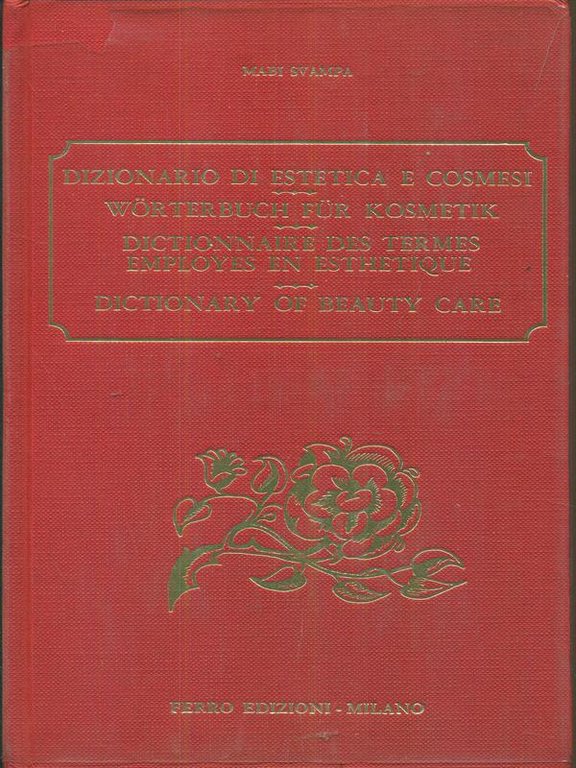 MABI SVAMPA
DIZIONARIO DI ESTETICA E COSMESI
WÖRTERBUCH FÜR KOSMETIK
DICTIONNAIRE DES TERMES
EMPLOYES EN ESTHETIQUE
DICTIONARY OF BEAUTY CARE
FERRO EDIZIONI - MILANO